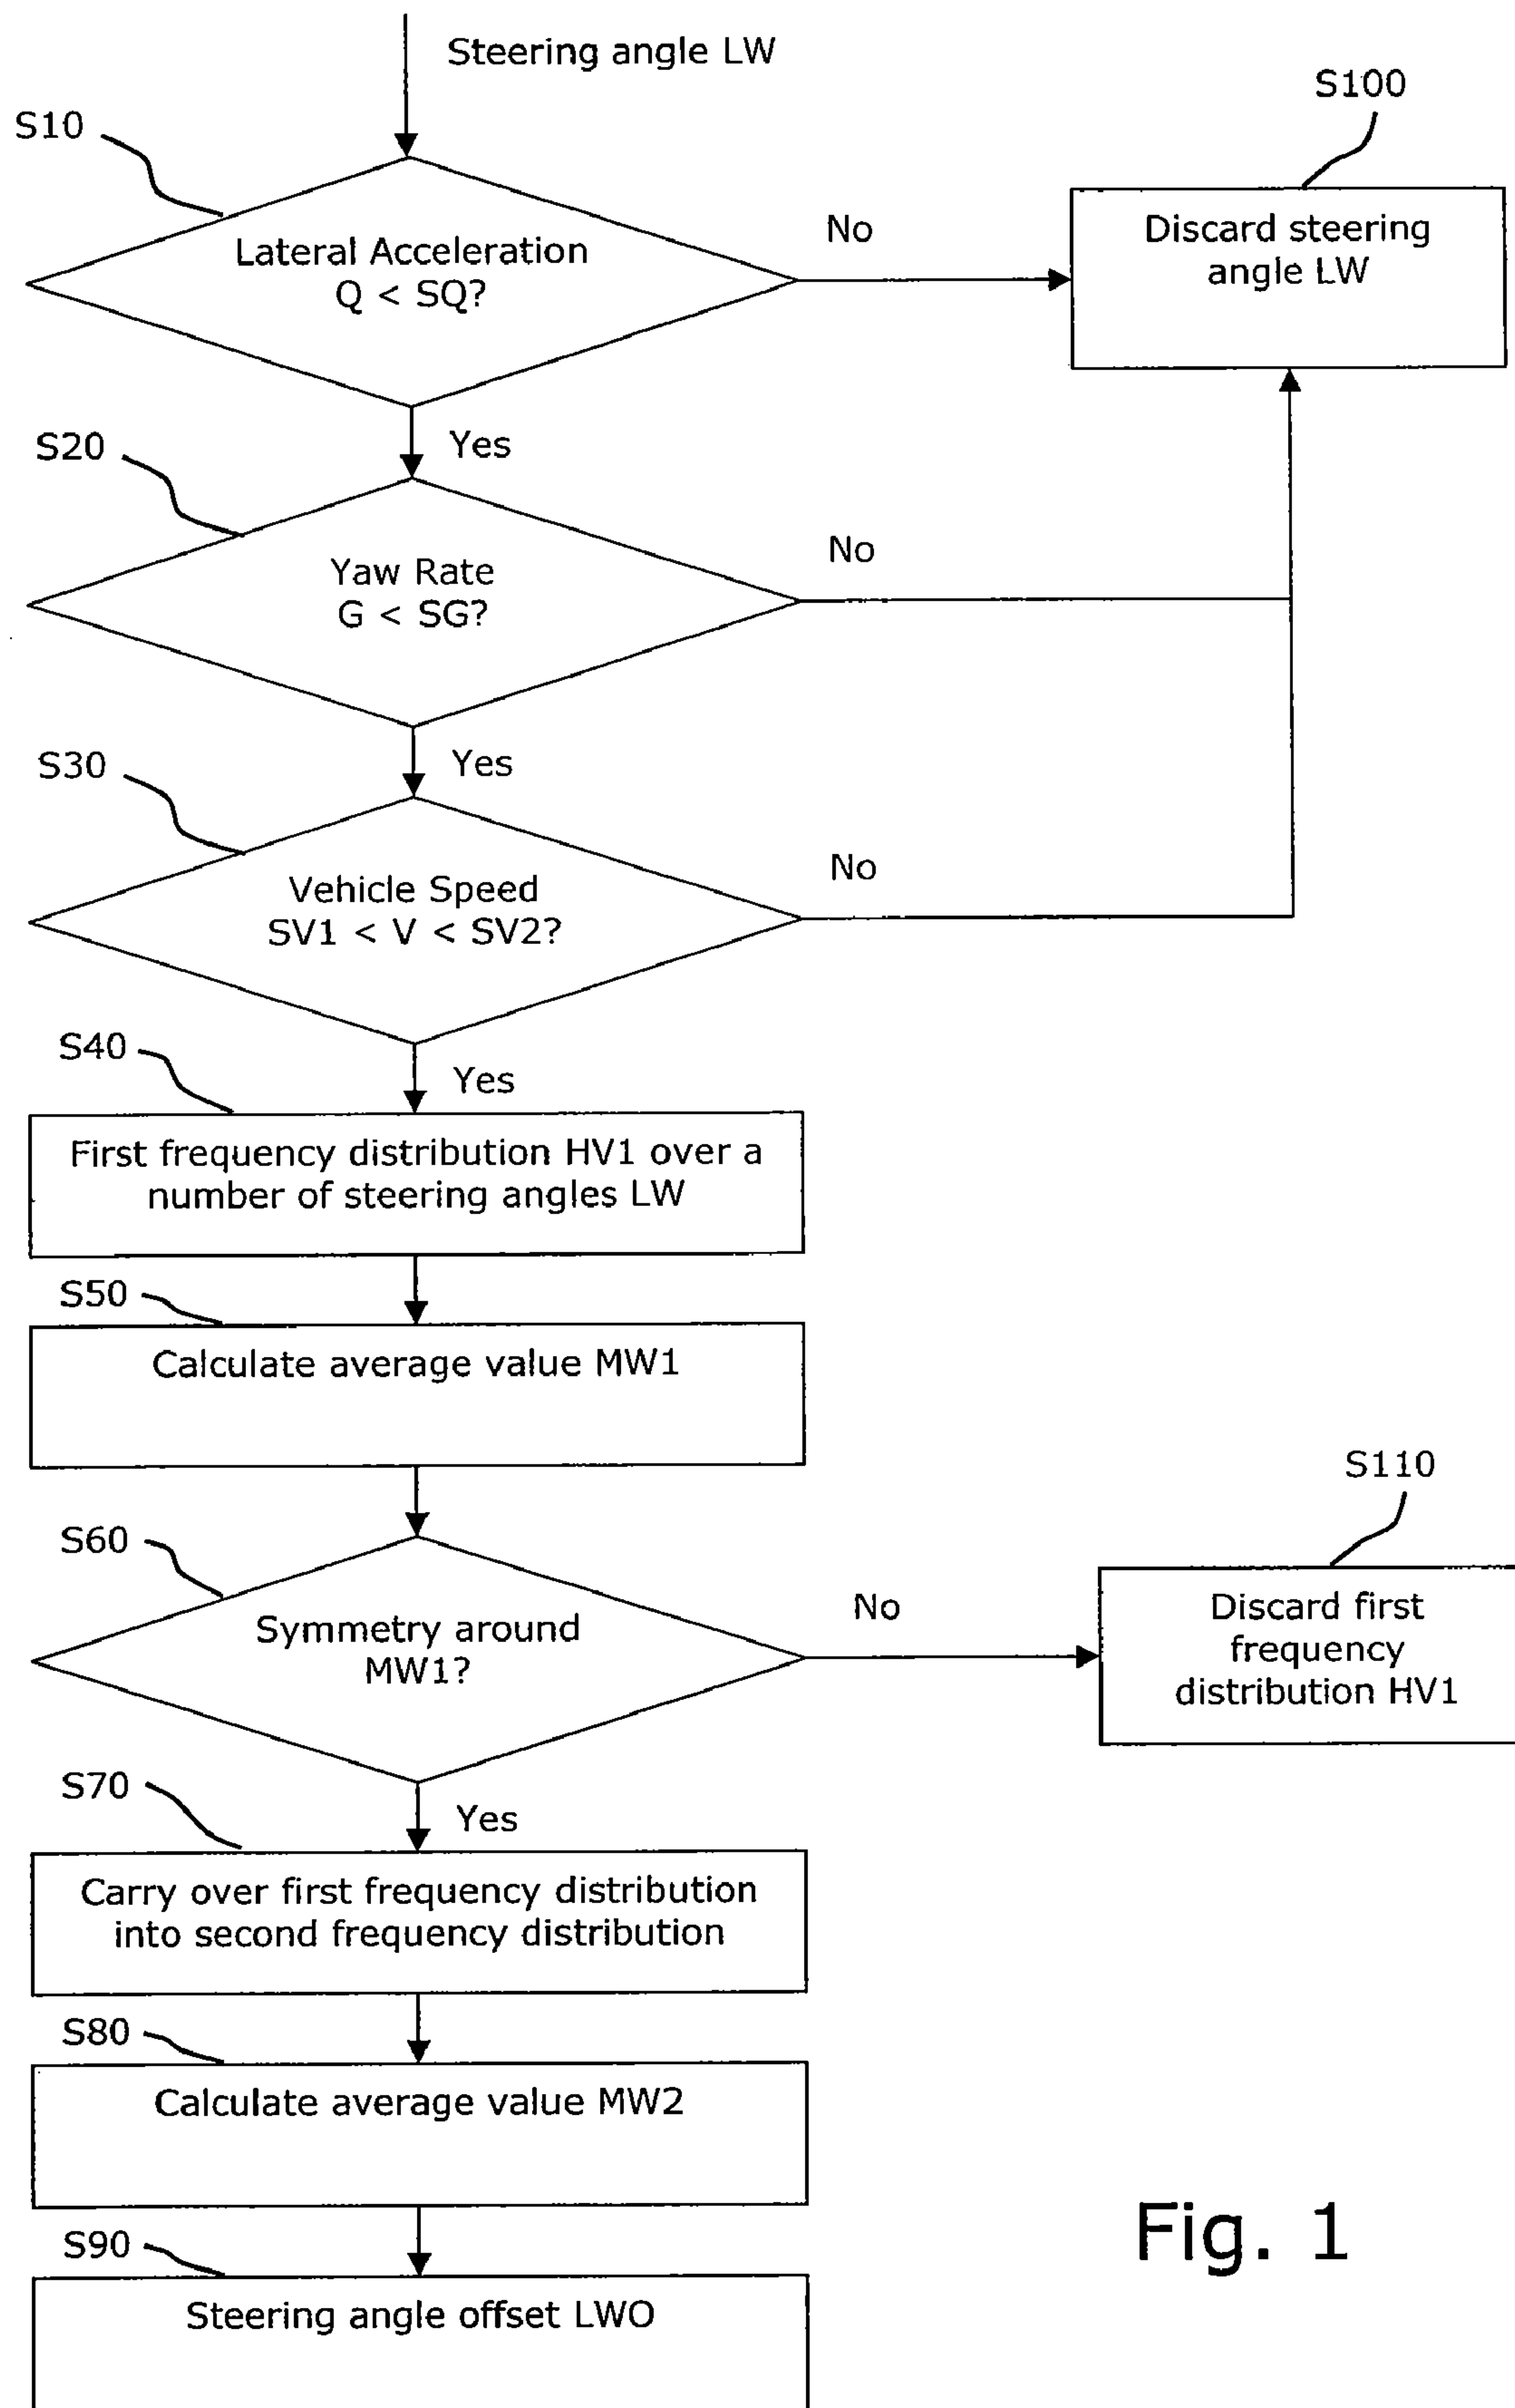 Steering angle LW
S100
S10
Discard steering
angle LW
No
Lateral Acceleration
Q < SQ?
Yes
S20
No
Yaw Rate
G < SG?
Yes
S30
No
Vehicle Speed
SV1 < V < SV2?
S40
Yes
First frequency distribution HV1 over a
number of steering angles LW
S50
Calculate average value MW1
S110
S60
No
Symmetry around
MW1?
Discard first
frequency
distribution HV1
S70
Yes
Carry over first frequency distribution
into second frequency distribution
S80
Calculate average value MW2
S90
Steering angle offset LWO
Fig. 1